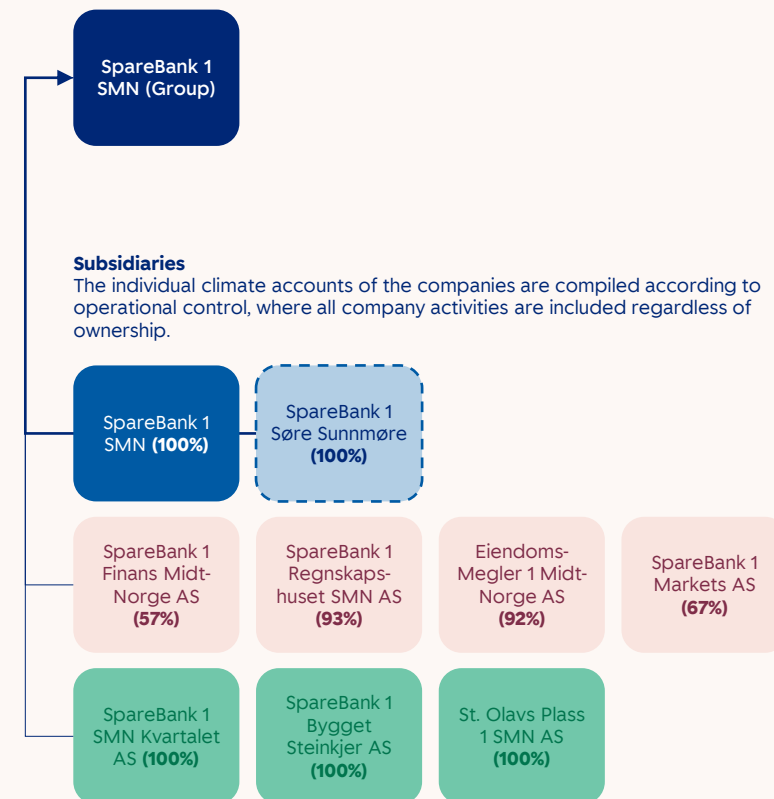 SpareBank 1
SMN (Group)
Subsidiaries
The individual climate accounts of the companies are compiled according to
operational control, where all company activities are included regardless of
ownership.
SpareBank 1
SMN (100%)
SpareBank 1
Søre Sunnmøre
(100%)
SpareBank 1
Finans Midt-
Norge AS
(57%)
SpareBank 1
Regnskaps-
huset SMN AS
(93%)
Eiendoms-
Megler 1 Midt-
Norge AS
(92%)
SpareBank 1
Markets AS
(67%)
SpareBank 1
SMN Kvartalet
AS (100%)
SpareBank 1
Bygget
Steinkjer AS
(100%)
St. Olavs Plass
1 SMN AS
(100%)